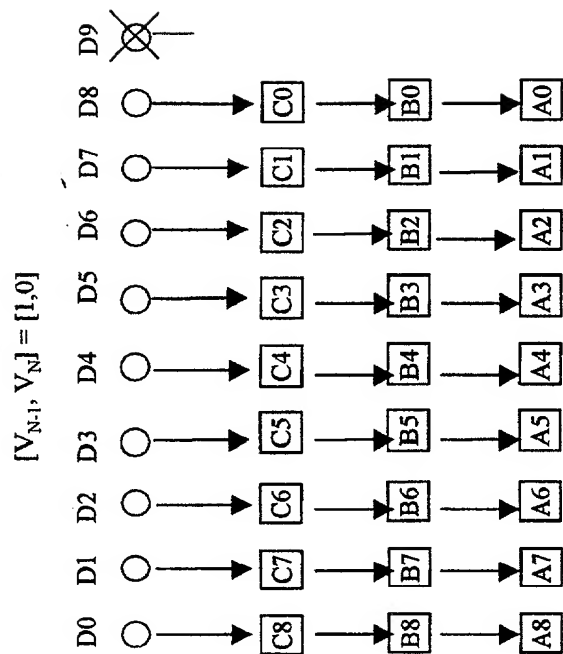 [V_{N-1}, V_N] = [1,0]
D0 D1 D2 D3 D4 D5 D6 D7 D8 D9
C8 C7 C6 C5 C4 C3 C2 C1 C0
B8 B7 B6 B5 B4 B3 B2 B1 B0
A8 A7 A6 A5 A4 A3 A2 A1 A0